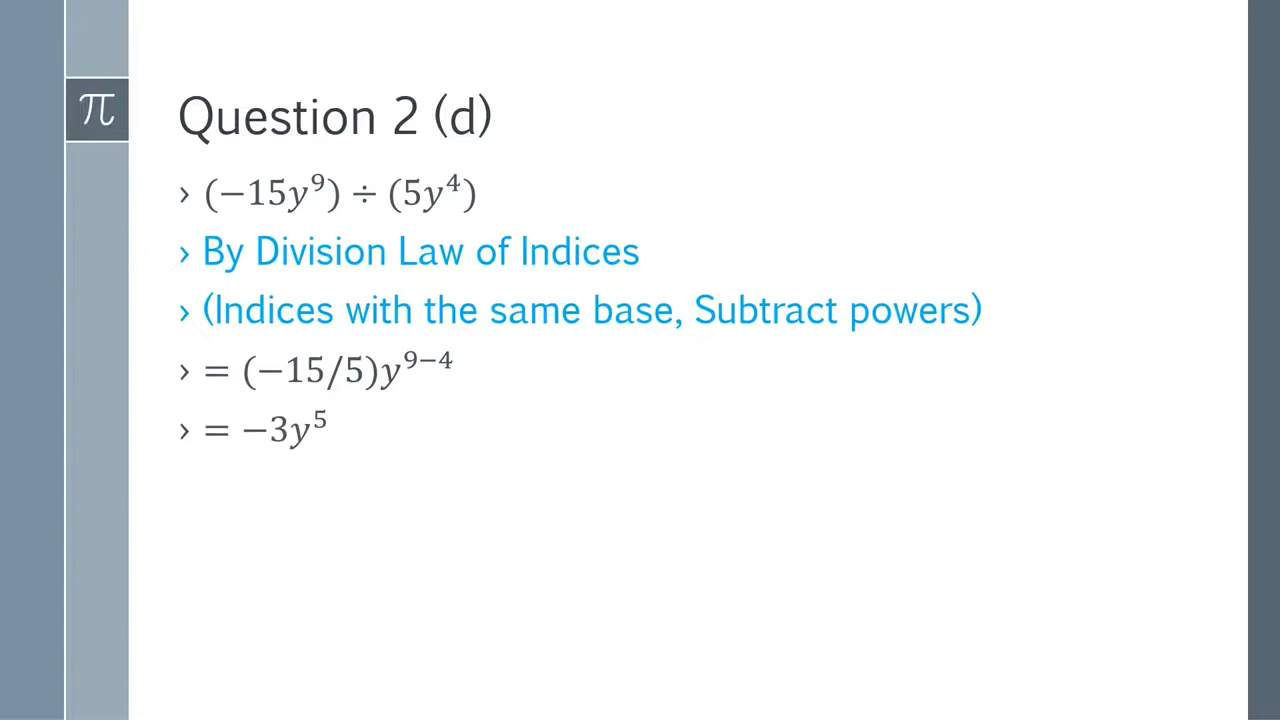 π
Question 2 (d)
› (−15y⁹) ÷ (5y⁴)
› By Division Law of Indices
› (Indices with the same base, Subtract powers)
› = (−15/5)y⁹⁻⁴
› = −3y⁵